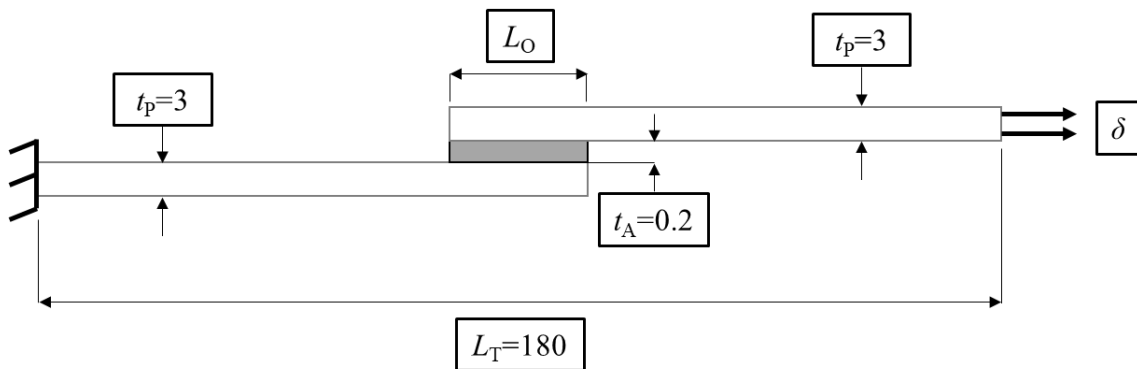 L_O
t_P=3
t_P=3
δ
t_A=0.2
L_T=180